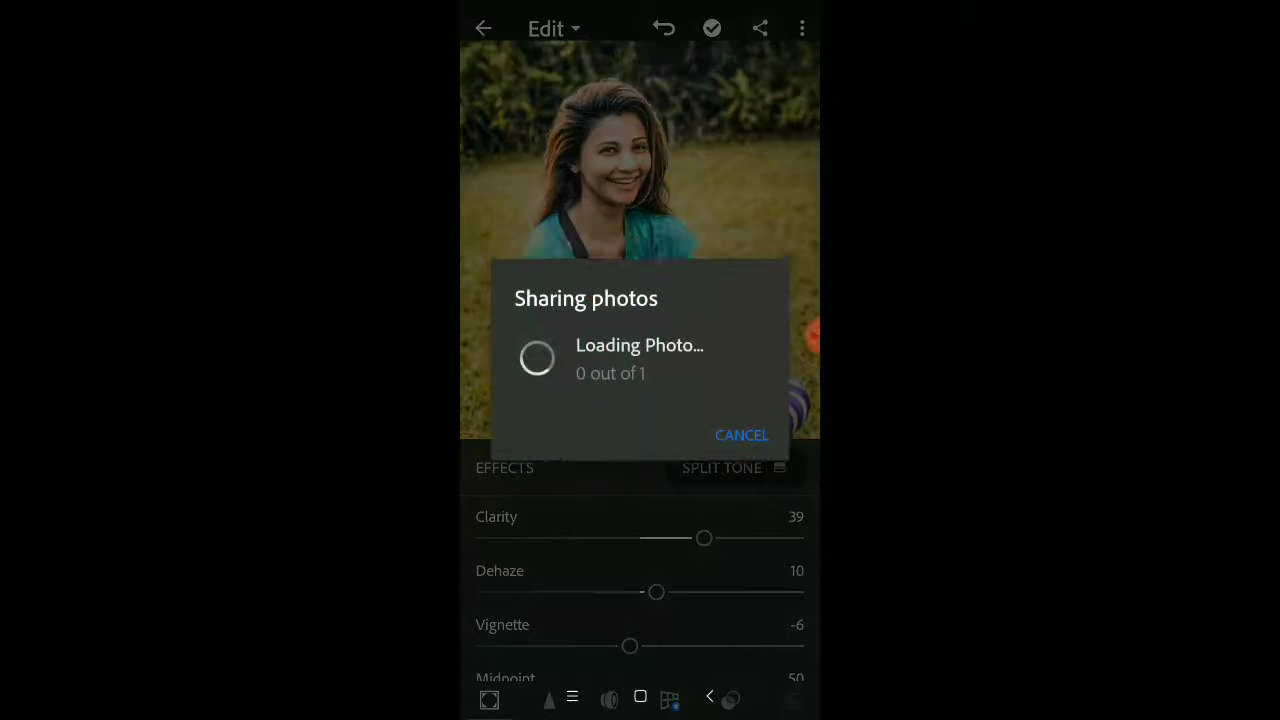 Edit
Sharing photos
Loading Photo...
0 out of 1
CANCEL
EFFECTS
SPLIT TONE
Clarity 39
Dehaze 10
Vignette -6
Midpoint 50